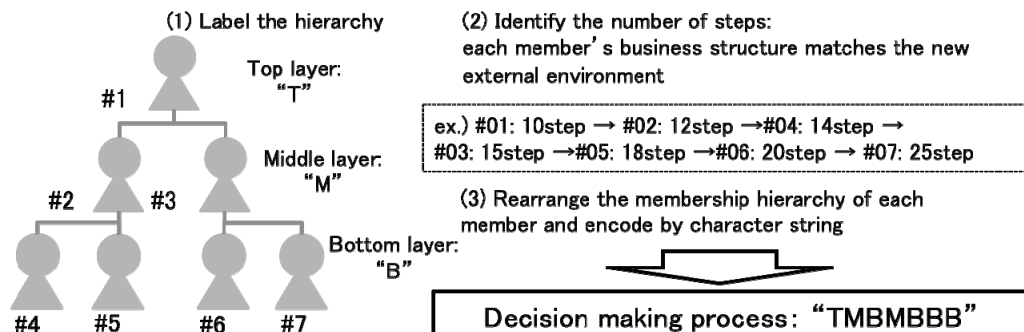 (1) Label the hierarchy
Top layer:
“T”
#1
Middle layer:
“M”
#2
#3
Bottom layer:
“B”
#4
#5
#6
#7
(2) Identify the number of steps:
each member’s business structure matches the new
external environment
ex.) #01: 10step → #02: 12step →#04: 14step →
#03: 15step →#05: 18step →#06: 20step → #07: 25step
(3) Rearrange the membership hierarchy of each
member and encode by character string
Decision making process: “TMBMBBB”